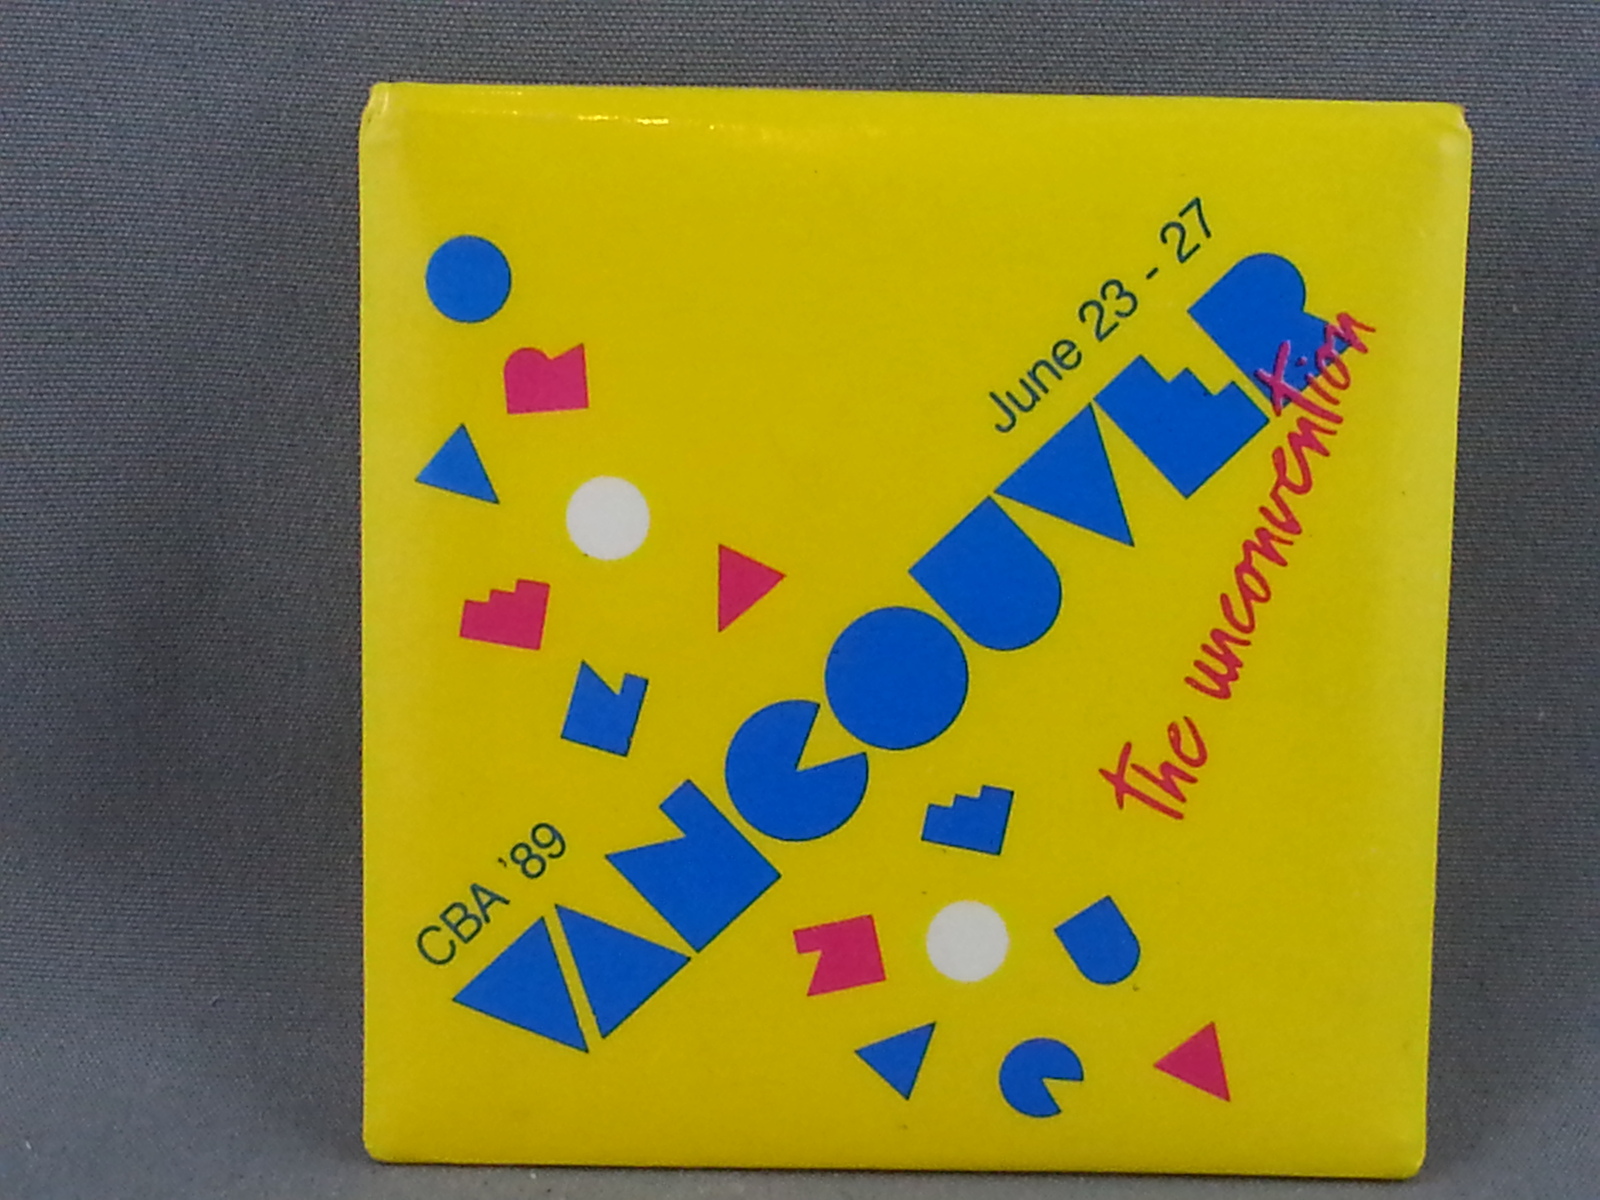 June 23 - 27
CBA '89
VANCOUVER
the unconvention